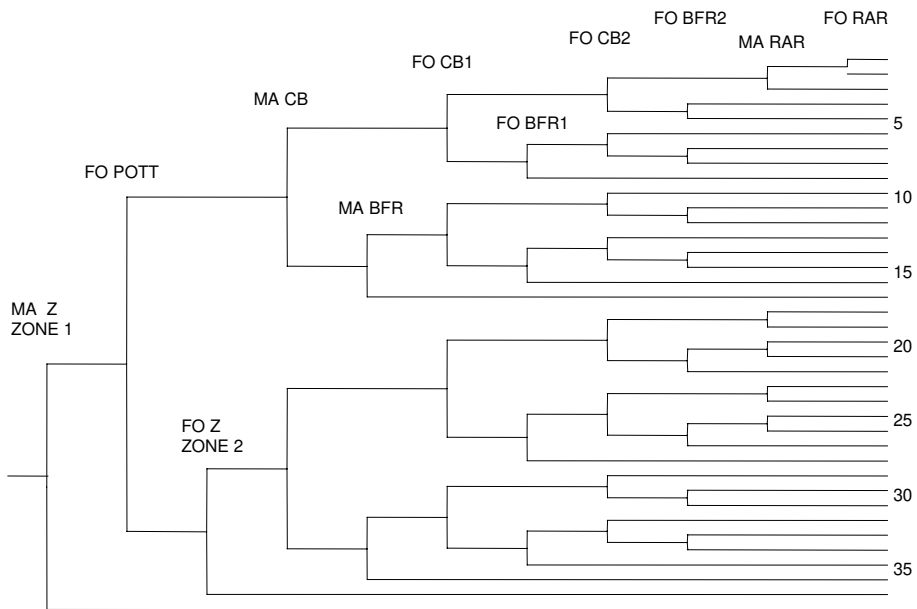 FO BFR2
FO RAR
FO CB2
MA RAR
FO CB1
MA CB
FO BFR1
5
FO POTT
10
MA BFR
15
MA Z
ZONE 1
20
FO Z
ZONE 2
25
30
35